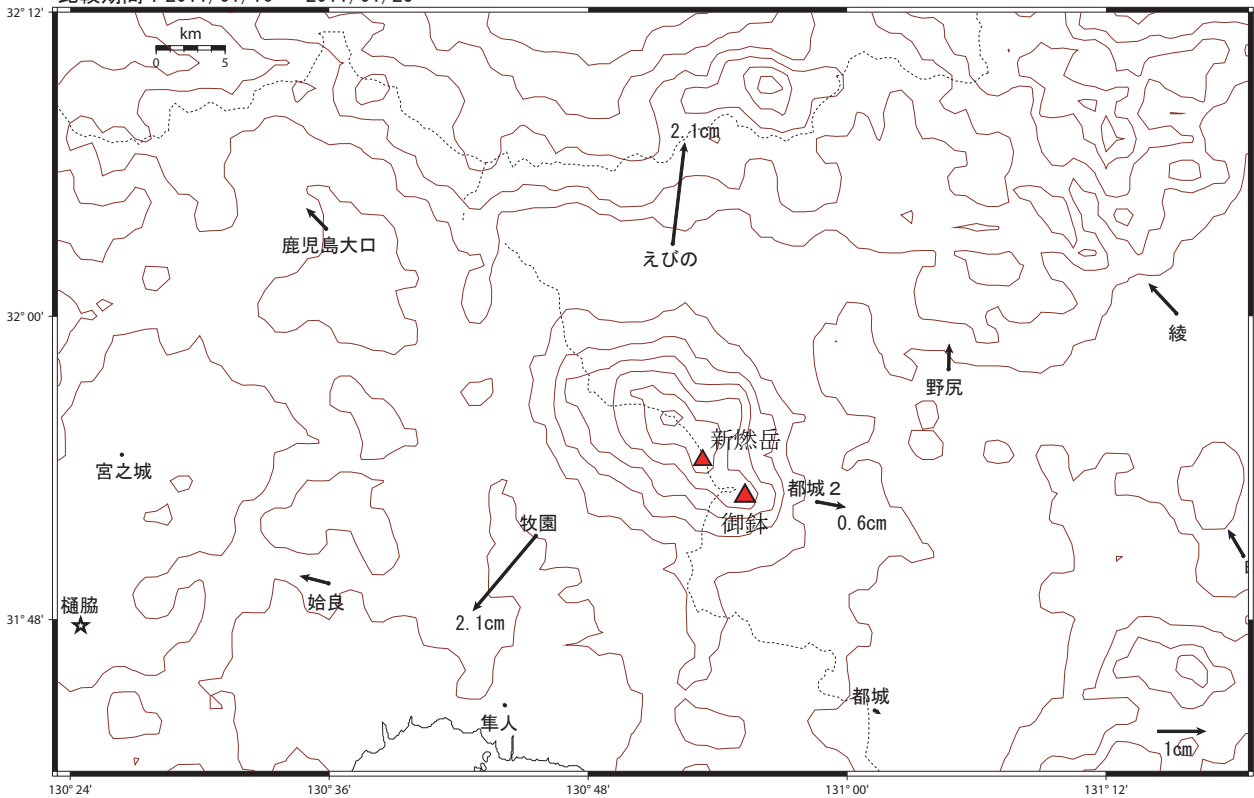 32°12'
km
0 5
2.1cm
鹿児島大口
えびの
32°00'
綾
野尻
新燃岳
宮之城
都城2
御鉢
0.6cm
牧園
姶良
2.1cm
樋脇
31°48'
都城
隼人
1cm
130°24' 130°36' 130°48' 131°00' 131°12'